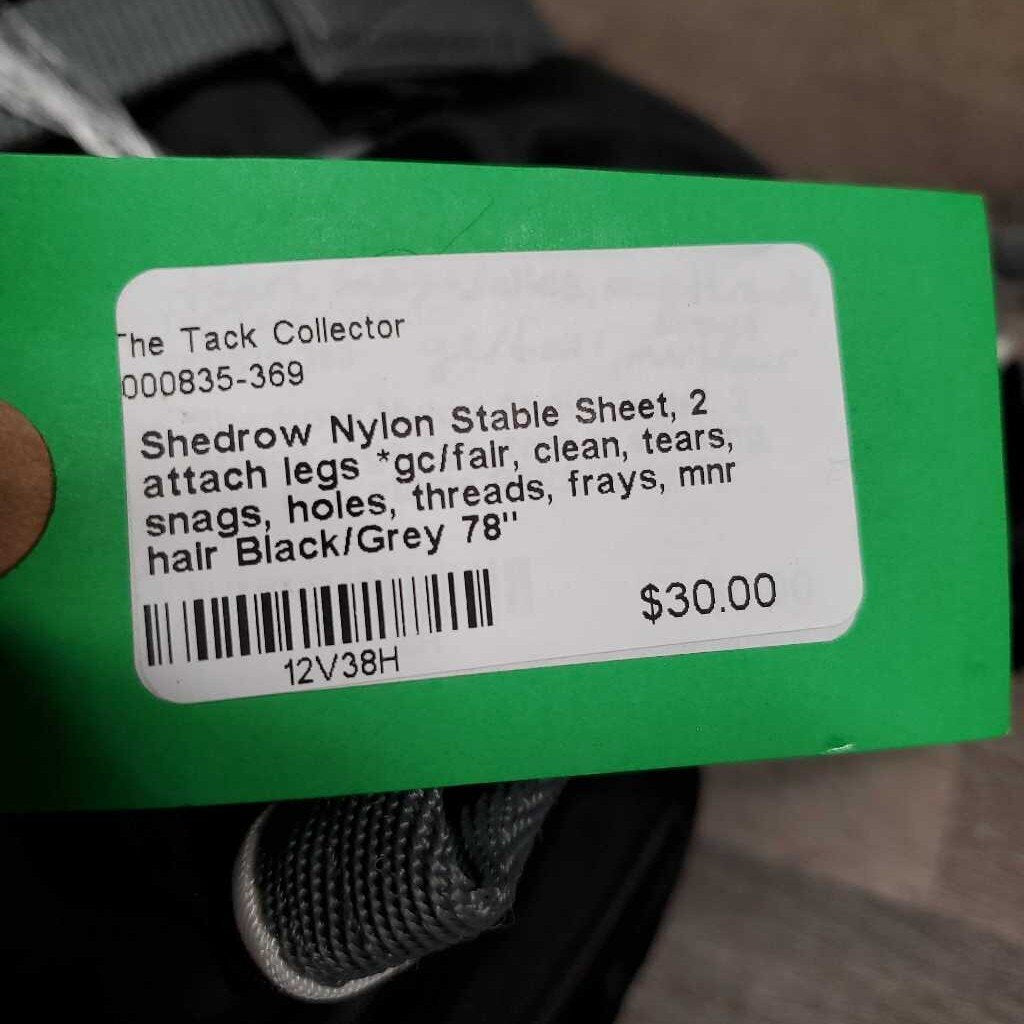 The Tack Collector
000835-369
Shedrow Nylon Stable Sheet, 2
attach legs *gc/fair, clean, tears,
snags, holes, threads, frays, mnr
hair Black/Grey 78"
$30.00
12V38H